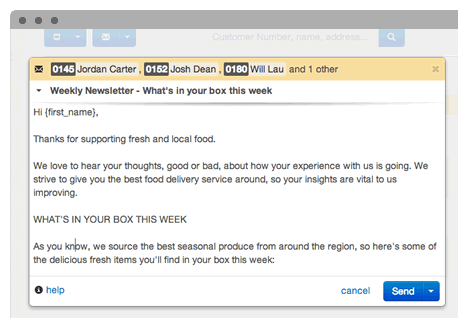 Customer Number, name, address...
0145 Jordan Carter , 0152 Josh Dean , 0180 Will Lau and 1 other ×
Weekly Newsletter - What's in your box this week
Hi {first_name},
Thanks for supporting fresh and local food.
We love to hear your thoughts, good or bad, about how your experience with us is going. We
strive to give you the best food delivery service around, so your insights are vital to us
improving.
WHAT'S IN YOUR BOX THIS WEEK
As you know, we source the best seasonal produce from around the region, so here's some of
the delicious fresh items you'll find in your box this week:
help cancel Send